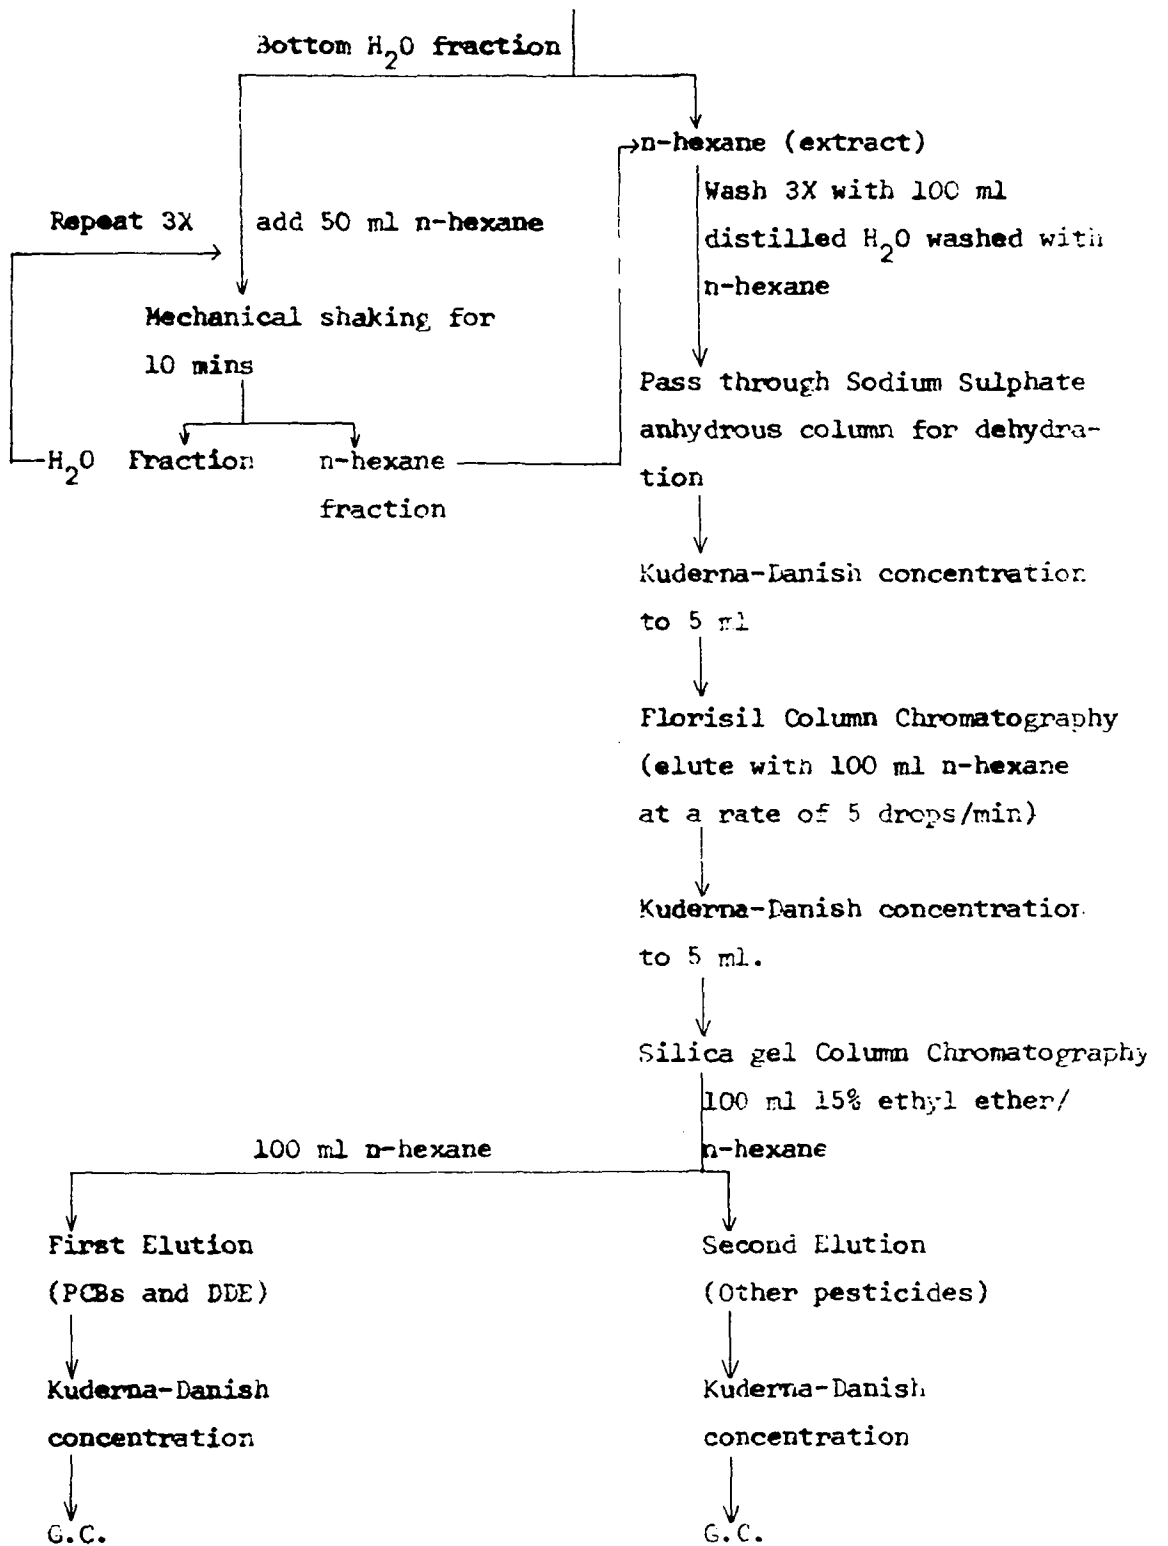 Bottom H2O fraction
n-hexane (extract)
Wash 3X with 100 ml
distilled H2O washed with
n-hexane
Repeat 3X
add 50 ml n-hexane
Mechanical shaking for
10 mins
H2O Fraction
n-hexane
fraction
Pass through Sodium Sulphate
anhydrous column for dehydra-
tion
Kuderna-Danish concentration
to 5 ml
Florisil Column Chromatography
(elute with 100 ml n-hexane
at a rate of 5 drops/min)
Kuderna-Danish concentration
to 5 ml.
Silica gel Column Chromatography
100 ml 15% ethyl ether/
n-hexane
100 ml n-hexane
First Elution
(PCBs and DDE)
Kuderna-Danish
concentration
G.C.
Second Elution
(Other pesticides)
Kuderna-Danish
concentration
G.C.